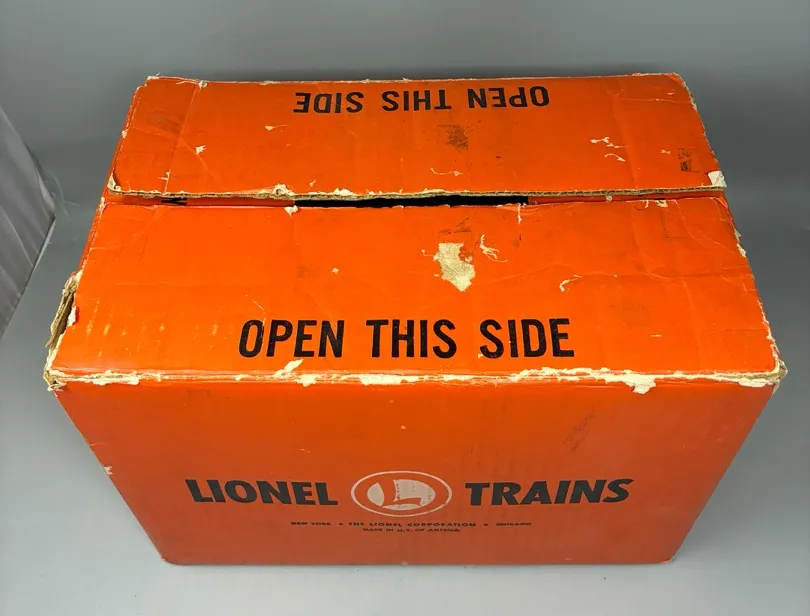 OPEN THIS SIDE
OPEN THIS SIDE
LIONEL L TRAINS
NEW YORK • THE LIONEL CORPORATION • CHICAGO
MADE IN U.S. OF AMERICA